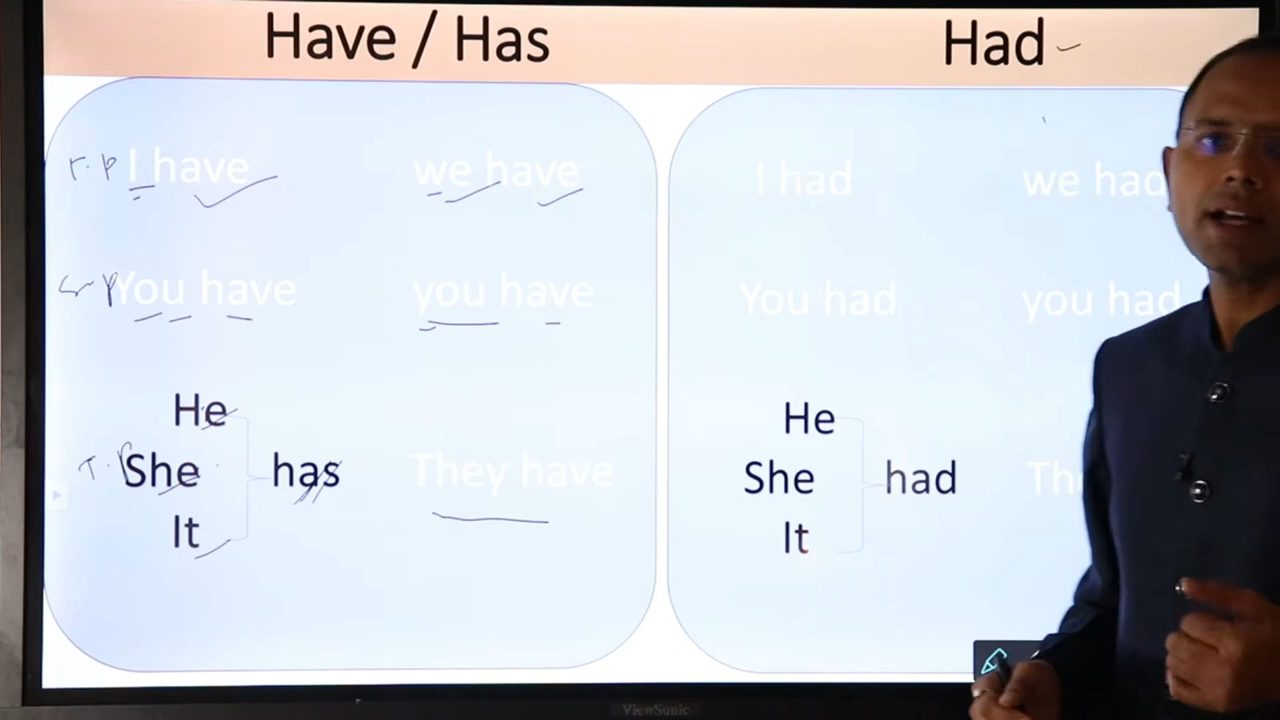 Have / Has
Had
I have we have
You have you have
He
She has They have
It
I had we had
You had you had
He
She had
It
ViewSonic